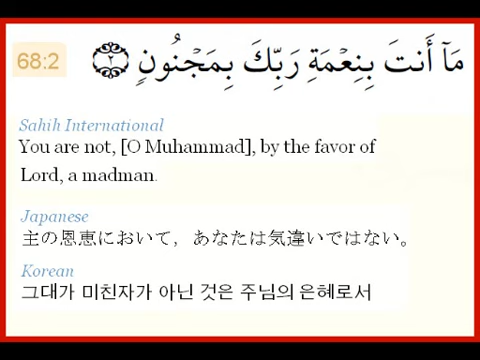 68:2
مَآ أَنتَ بِنِعْمَةِ رَبِّكَ بِمَجْنُونٍۢ ٢
Sahih International
You are not, [O Muhammad], by the favor of
Lord, a madman.
Japanese
主の恩恵において，あなたは気違いではない。
Korean
그대가 미친자가 아닌 것은 주님의 은혜로서